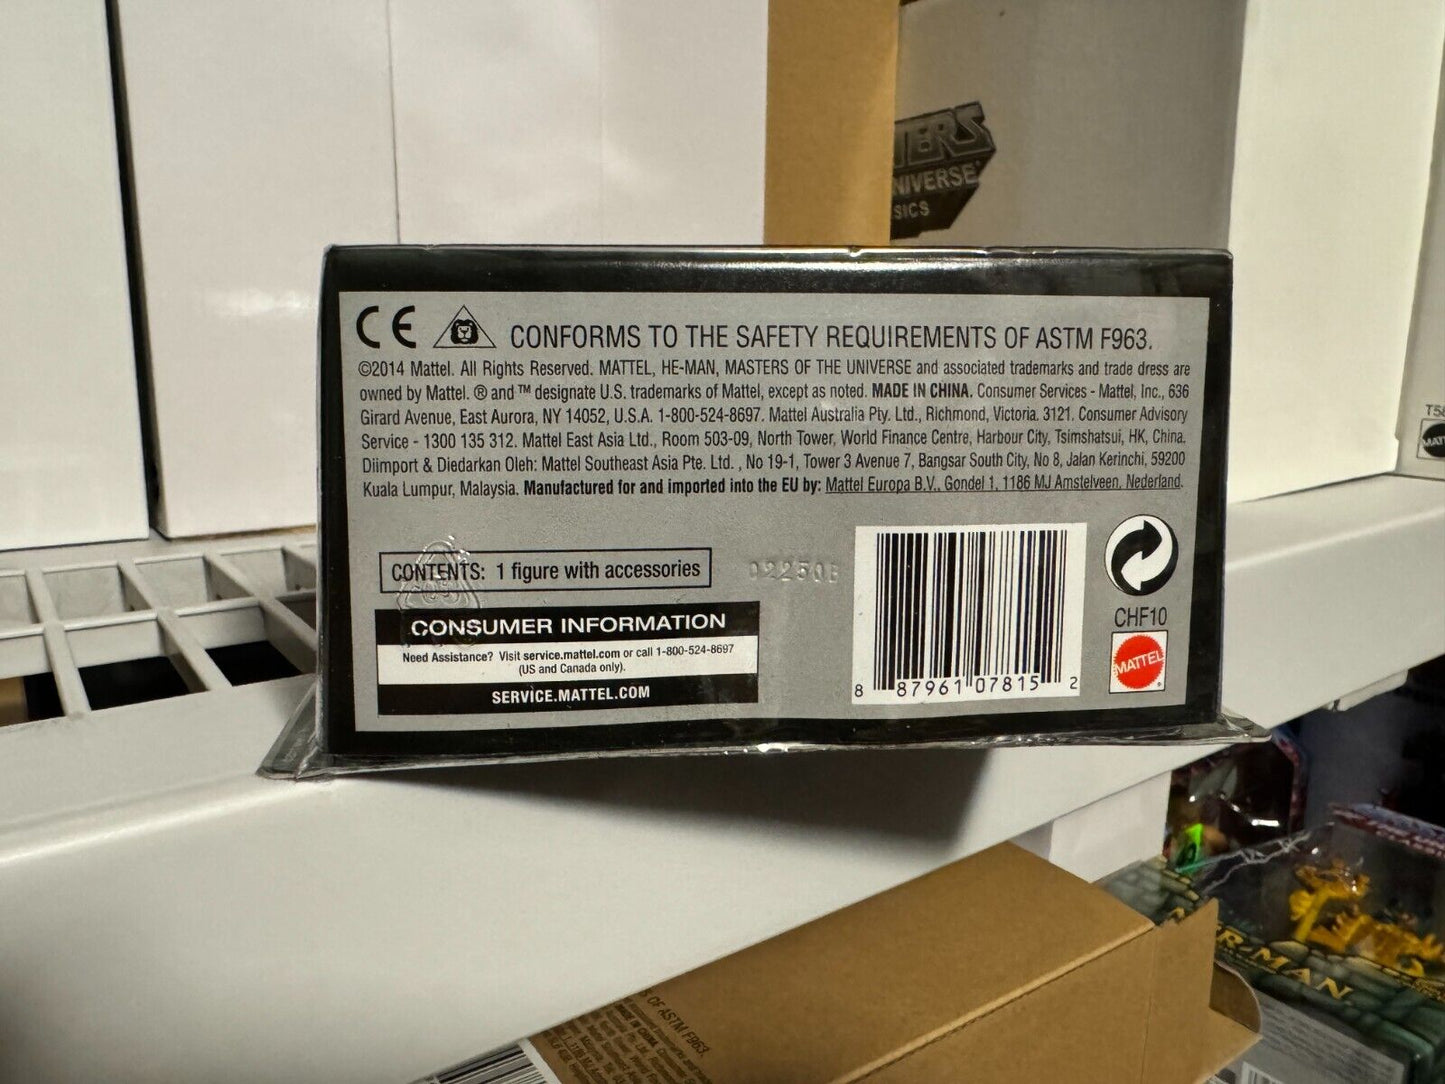 TERS
NIVERSE
SICS
CE
CONFORMS TO THE SAFETY REQUIREMENTS OF ASTM F963.
©2014 Mattel. All Rights Reserved. MATTEL, HE-MAN, MASTERS OF THE UNIVERSE and associated trademarks and trade dress are
owned by Mattel. ® and ™ designate U.S. trademarks of Mattel, except as noted. MADE IN CHINA. Consumer Services - Mattel, Inc., 636
Girard Avenue, East Aurora, NY 14052, U.S.A. 1-800-524-8697. Mattel Australia Pty. Ltd., Richmond, Victoria. 3121. Consumer Advisory
Service - 1300 135 312. Mattel East Asia Ltd., Room 503-09, North Tower, World Finance Centre, Harbour City, Tsimshatsui, HK, China.
Diimport & Diedarkan Oleh: Mattel Southeast Asia Pte. Ltd. , No 19-1, Tower 3 Avenue 7, Bangsar South City, No 8, Jalan Kerinchi, 59200
Kuala Lumpur, Malaysia. Manufactured for and imported into the EU by: Mattel Europa B.V., Gondel 1, 1186 MJ Amstelveen, Nederland.
CONTENTS: 1 figure with accessories
CONSUMER INFORMATION
Need Assistance? Visit service.mattel.com or call 1-800-524-8697
(US and Canada only).
SERVICE.MATTEL.COM
8 87961 07815 2
CHF10
MATTEL
OF ASTM F963
MAN